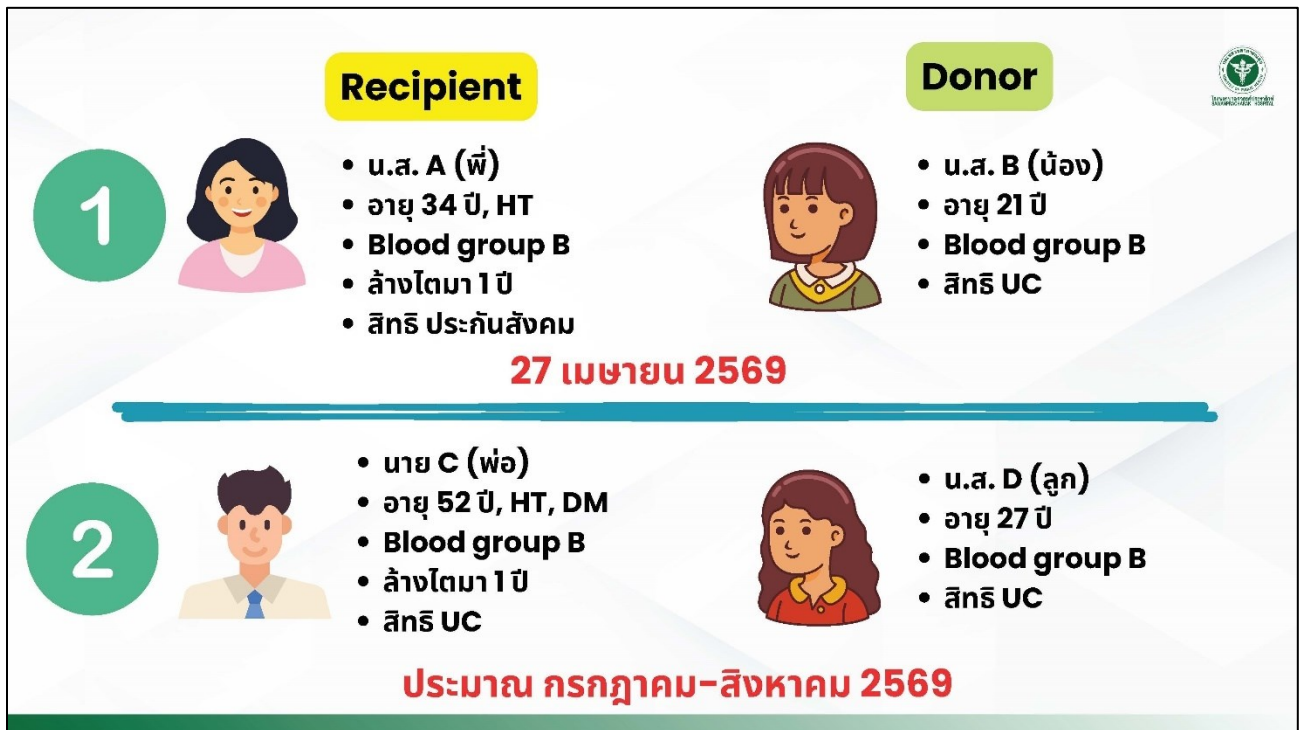 Recipient
Donor
1
• น.ส. A (พี่)
• อายุ 34 ปี, HT
• Blood group B
• ล้างไตมา 1 ปี
• สิทธิ ประกันสังคม
• น.ส. B (น้อง)
• อายุ 21 ปี
• Blood group B
• สิทธิ UC
27 เมษายน 2569
2
• นาย C (พ่อ)
• อายุ 52 ปี, HT, DM
• Blood group B
• ล้างไตมา 1 ปี
• สิทธิ UC
• น.ส. D (ลูก)
• อายุ 27 ปี
• Blood group B
• สิทธิ UC
ประมาณ กรกฎาคม-สิงหาคม 2569